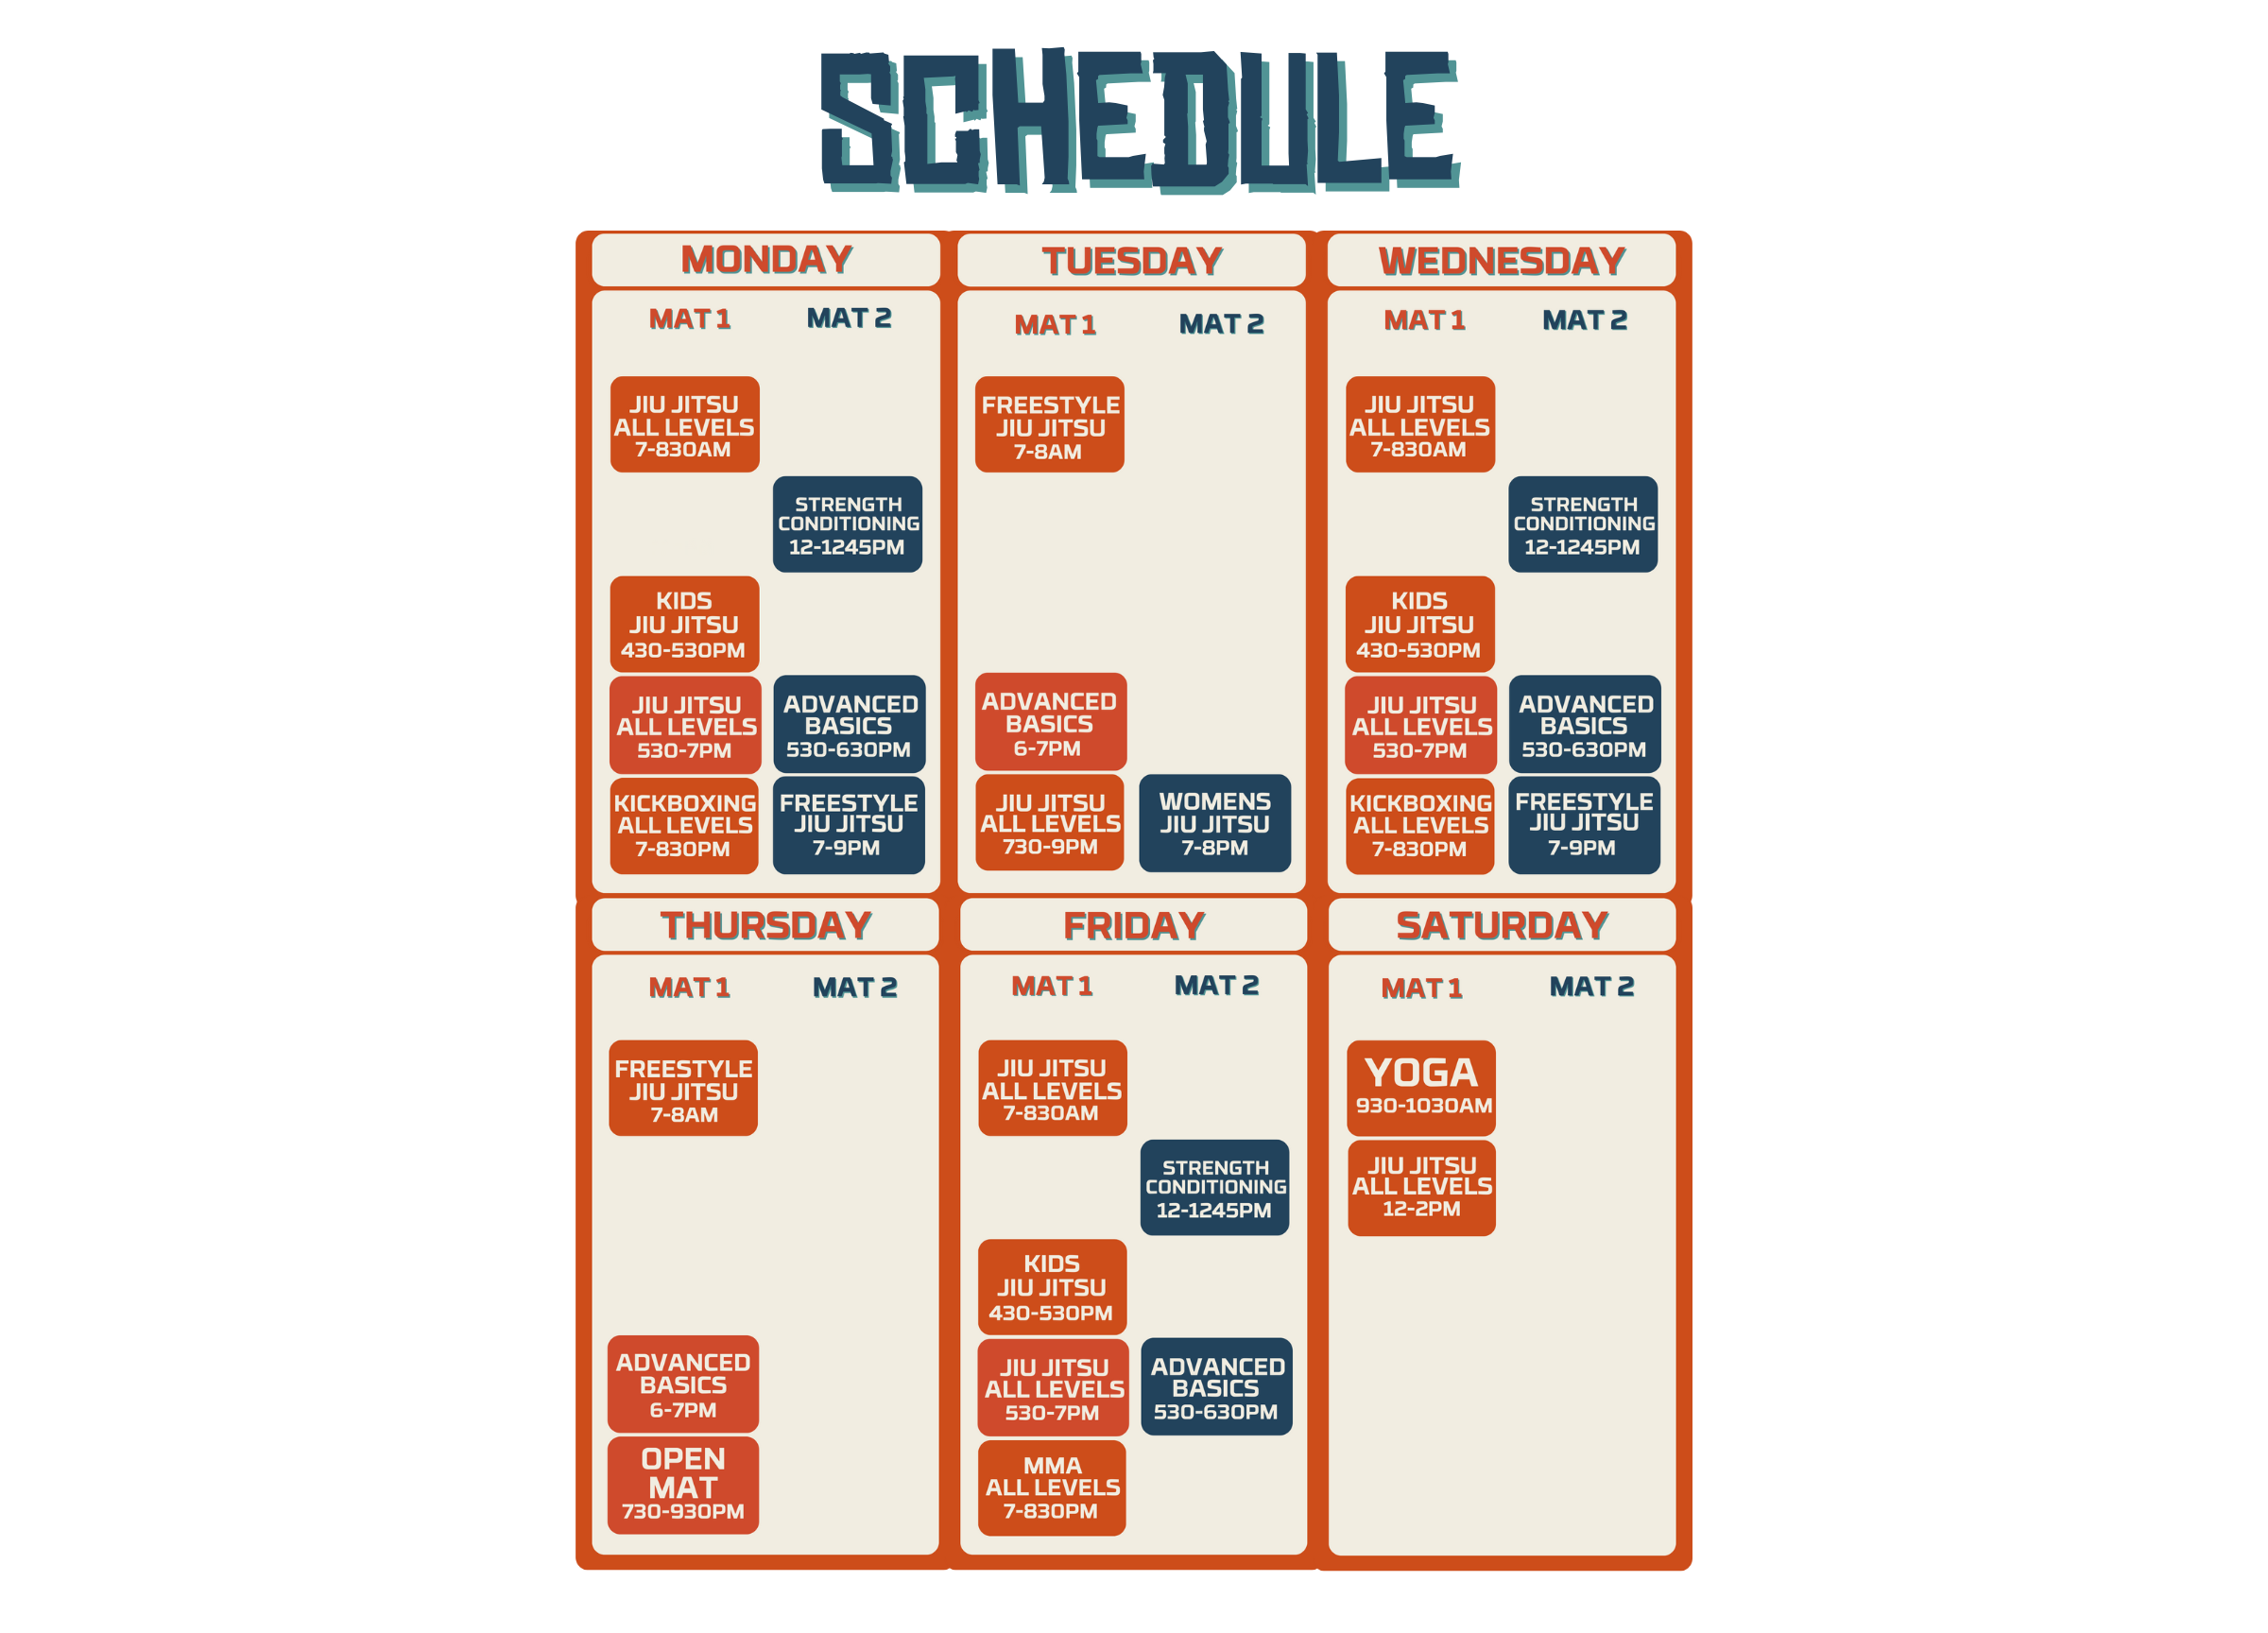 SCHEDULE
MONDAY
MAT 1
MAT 2
JIU JITSU
ALL LEVELS
7-830AM
STRENGTH
CONDITIONING
12-1245PM
KIDS
JIU JITSU
430-530PM
JIU JITSU
ALL LEVELS
530-7PM
ADVANCED
BASICS
530-630PM
KICKBOXING
ALL LEVELS
7-830PM
FREESTYLE
JIU JITSU
7-9PM
TUESDAY
MAT 1
MAT 2
FREESTYLE
JIU JITSU
7-8AM
ADVANCED
BASICS
6-7PM
JIU JITSU
ALL LEVELS
730-9PM
WOMENS
JIU JITSU
7-8PM
WEDNESDAY
MAT 1
MAT 2
JIU JITSU
ALL LEVELS
7-830AM
STRENGTH
CONDITIONING
12-1245PM
KIDS
JIU JITSU
430-530PM
JIU JITSU
ALL LEVELS
530-7PM
ADVANCED
BASICS
530-630PM
KICKBOXING
ALL LEVELS
7-830PM
FREESTYLE
JIU JITSU
7-9PM
THURSDAY
MAT 1
MAT 2
FREESTYLE
JIU JITSU
7-8AM
ADVANCED
BASICS
6-7PM
OPEN
MAT
730-930PM
FRIDAY
MAT 1
MAT 2
JIU JITSU
ALL LEVELS
7-830AM
STRENGTH
CONDITIONING
12-1245PM
KIDS
JIU JITSU
430-530PM
JIU JITSU
ALL LEVELS
530-7PM
ADVANCED
BASICS
530-630PM
MMA
ALL LEVELS
7-830PM
SATURDAY
MAT 1
MAT 2
YOGA
930-1030AM
JIU JITSU
ALL LEVELS
12-2PM